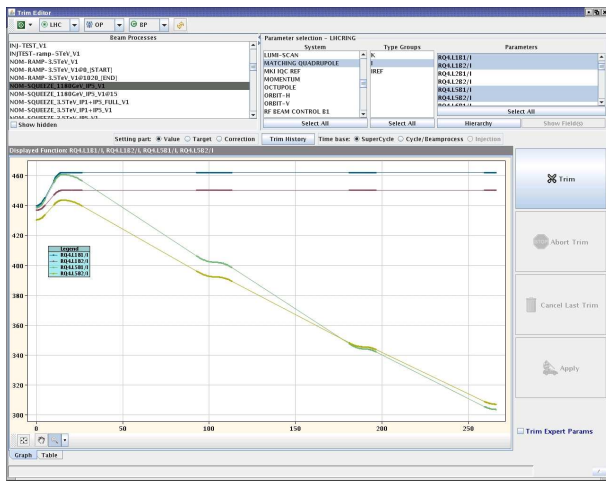 Trim Editor
LHC OP BP
Beam Processes
INJ-TEST_V1
INJTEST-ramp-5TeV_V1
NOM-RAMP-3.5TeV_V1
NOM-RAMP-3.5TeV_V1@0_[START]
NOM-RAMP-3.5TeV_V1@1020_[END]
NOM-SQUEEZE_1180GeV_IP5_V1
NOM-SQUEEZE_1180GeV_IP5_V1@15
NOM-SQUEEZE_3.5TeV_IP1+IP5_FULL_V1
NOM-SQUEEZE_3.5TeV_IP1+IP5_V1
NOM-SQUEEZE_3.5TeV_IP5_V1
Show hidden
Parameter selection - LHCRING
System
LUMI-SCAN
MATCHING QUADRUPOLE
MKI IQC REF
MOMENTUM
OCTUPOLE
ORBIT-H
ORBIT-V
RF BEAM CONTROL B1
Select All
Type Groups
K
I
IREF
Select All
Parameters
RQ4.L1B1/I
RQ4.L1B2/I
RQ4.L2B1/I
RQ4.L2B2/I
RQ4.L5B1/I
RQ4.L5B2/I
RQ4.L6B1/I
Select All
Hierarchy Show Field(s)
Setting part: Value Target Correction Trim History Time base: SuperCycle Cycle/Beamprocess Injection
Displayed Function: RQ4.L1B1/I, RQ4.L1B2/I, RQ4.L5B1/I, RQ4.L5B2/I
460
440
420
400
380
360
340
320
300
Legend
RQ4.L1B1/I
RQ4.L1B2/I
RQ4.L5B1/I
RQ4.L5B2/I
0 50 100 150 200 250
Graph Table
Trim
Abort Trim
Cancel Last Trim
Apply
Trim Expert Params